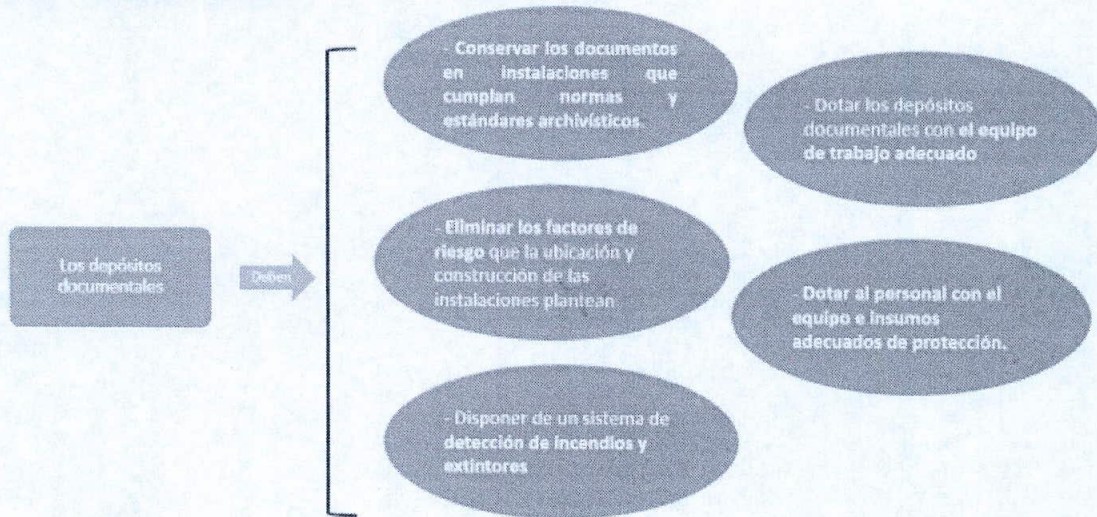 Los depósitos
documentales
Deben
- Conservar los documentos
en instalaciones que
cumplan normas y
estándares archivísticos.
- Eliminar los factores de
riesgo que la ubicación y
construcción de las
instalaciones plantean
- Disponer de un sistema de
detección de incendios y
extintores
- Dotar los depósitos
documentales con el equipo
de trabajo adecuado
- Dotar al personal con el
equipo e insumos
adecuados de protección.